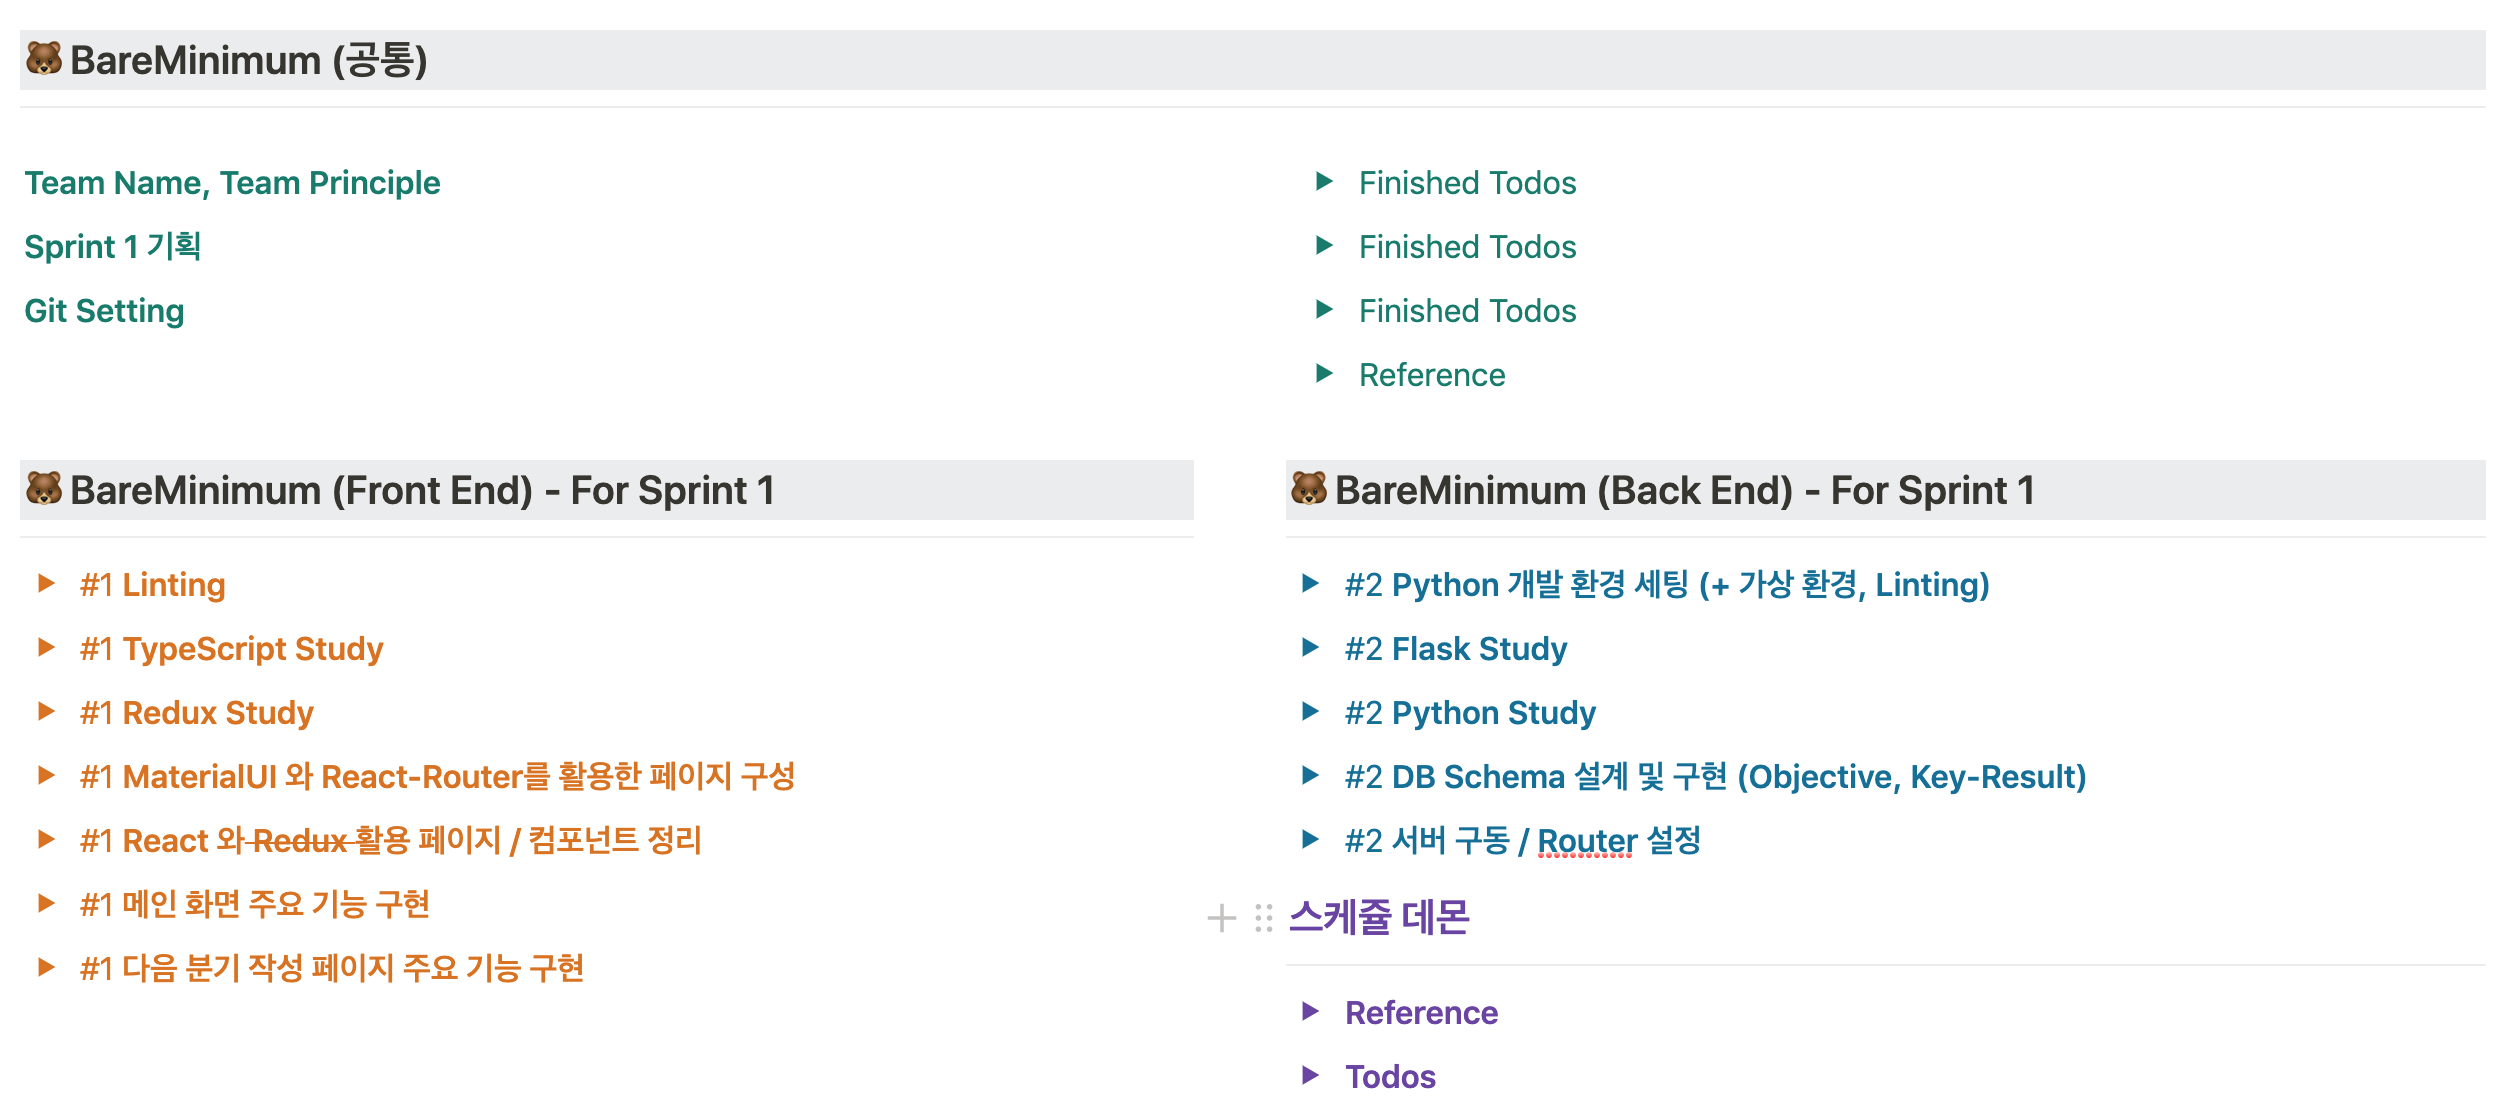 🐻 BareMinimum (공통)
Team Name, Team Principle
Sprint 1 기획
Git Setting
Finished Todos
Finished Todos
Finished Todos
Reference
🐻 BareMinimum (Front End) - For Sprint 1
#1 Linting
#1 TypeScript Study
#1 Redux Study
#1 MaterialUI 와 React-Router를 활용한 페이지 구성
#1 React 와 Redux 활용 페이지 / 컴포넌트 정리
#1 메인 화면 주요 기능 구현
#1 다음 분기 작성 페이지 주요 기능 구현
🐻 BareMinimum (Back End) - For Sprint 1
#2 Python 개발 환경 세팅 (+ 가상 환경, Linting)
#2 Flask Study
#2 Python Study
#2 DB Schema 설계 및 구현 (Objective, Key-Result)
#2 서버 구동 / Router 설정
스케줄 데몬
Reference
Todos